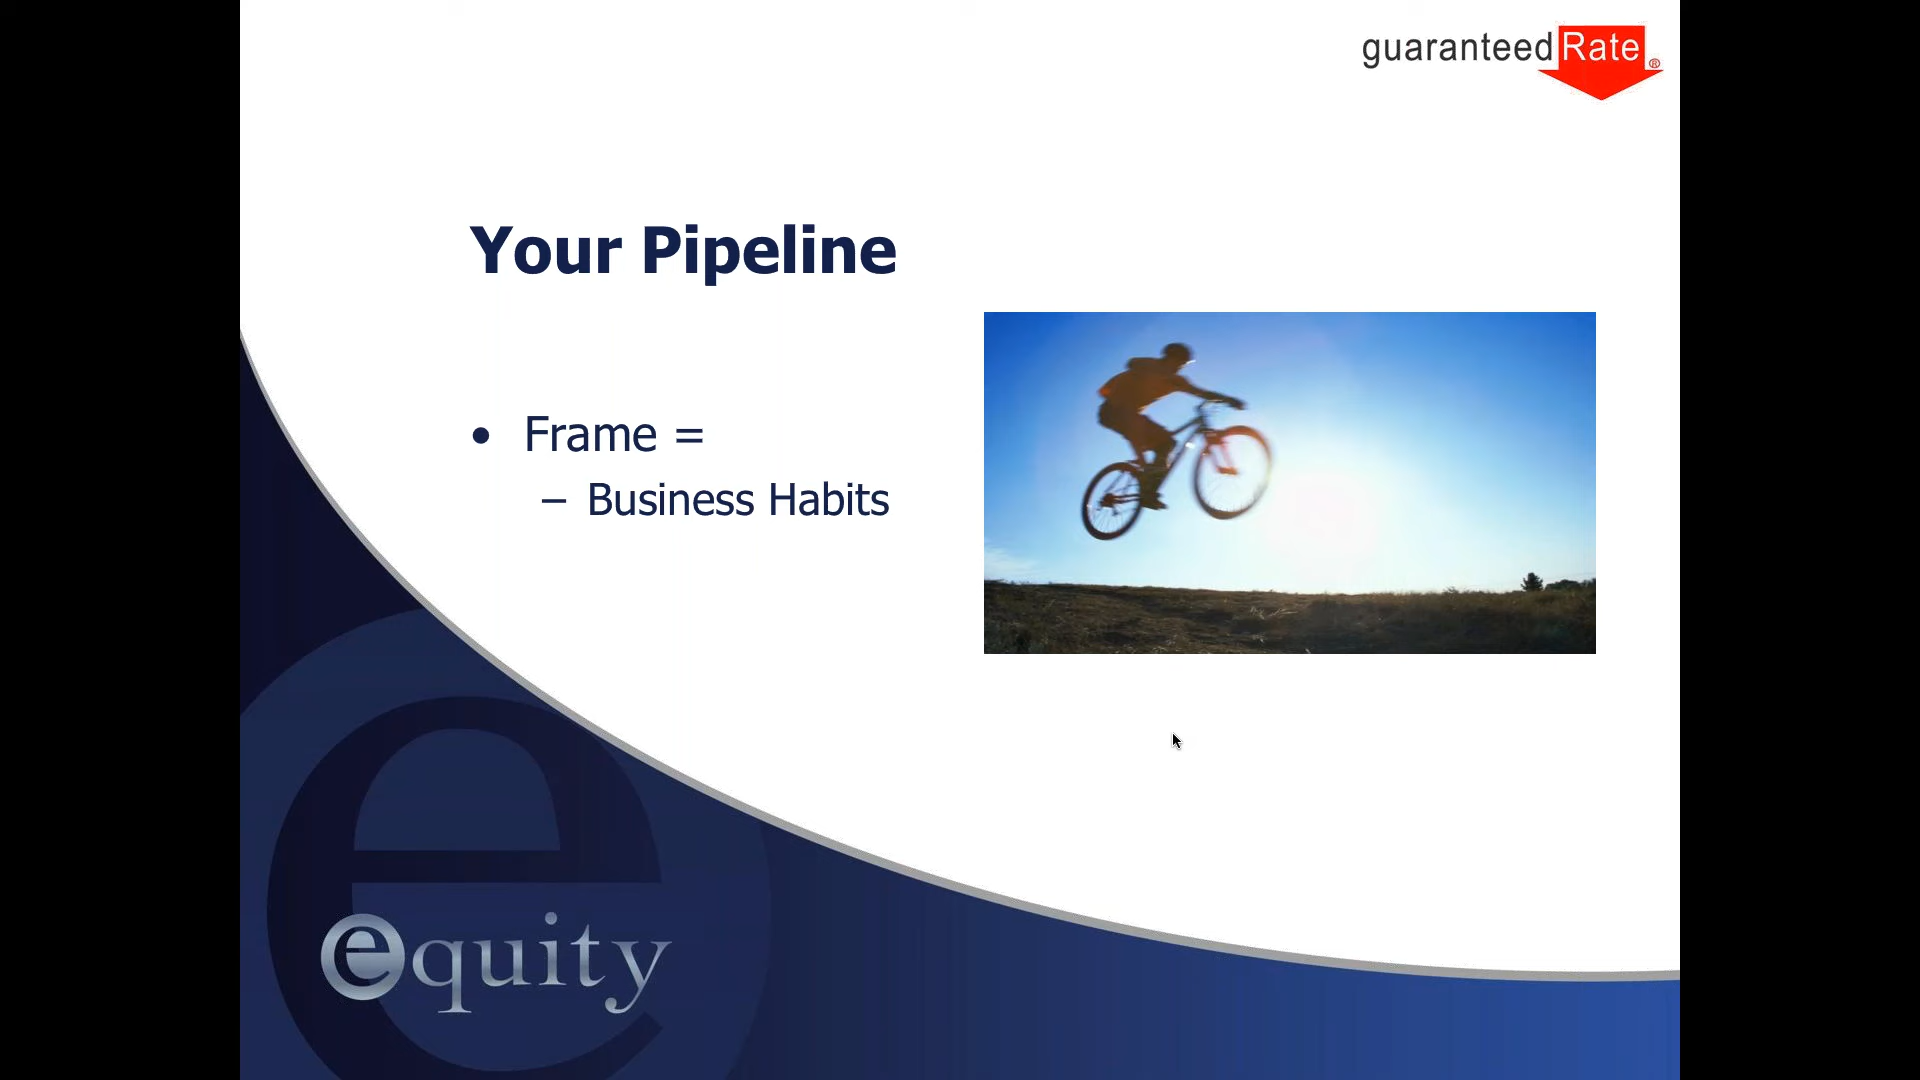 guaranteedRate®
Your Pipeline
• Frame =
– Business Habits
equity